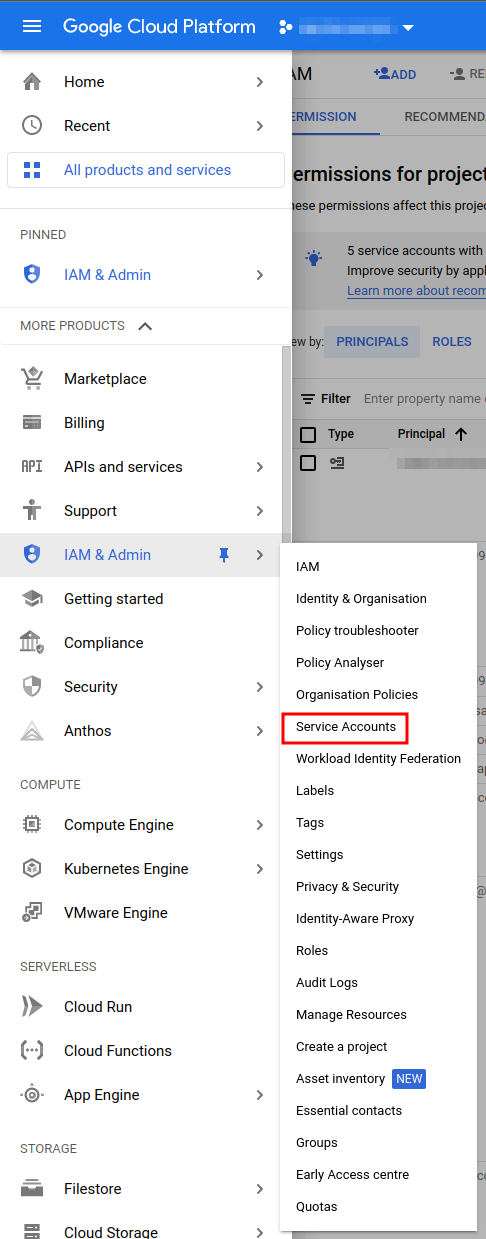 Google Cloud Platform
Home
Recent
All products and services
PINNED
IAM & Admin
MORE PRODUCTS
Marketplace
Billing
API APIs and services
Support
IAM & Admin
Getting started
Compliance
Security
Anthos
COMPUTE
Compute Engine
Kubernetes Engine
VMware Engine
SERVERLESS
Cloud Run
Cloud Functions
App Engine
STORAGE
Filestore
Cloud Storage
AM
ADD
RE
ERMISSION
RECOMMENDA
ermissions for project
hese permissions affect this projec
5 service accounts with
Improve security by appl
Learn more about recom
ew by:
PRINCIPALS
ROLES
Filter
Enter property name
Type
Principal
IAM
Identity & Organisation
Policy troubleshooter
Policy Analyser
Organisation Policies
Service Accounts
Workload Identity Federation
Labels
Tags
Settings
Privacy & Security
Identity-Aware Proxy
Roles
Audit Logs
Manage Resources
Create a project
Asset inventory NEW
Essential contacts
Groups
Early Access centre
Quotas